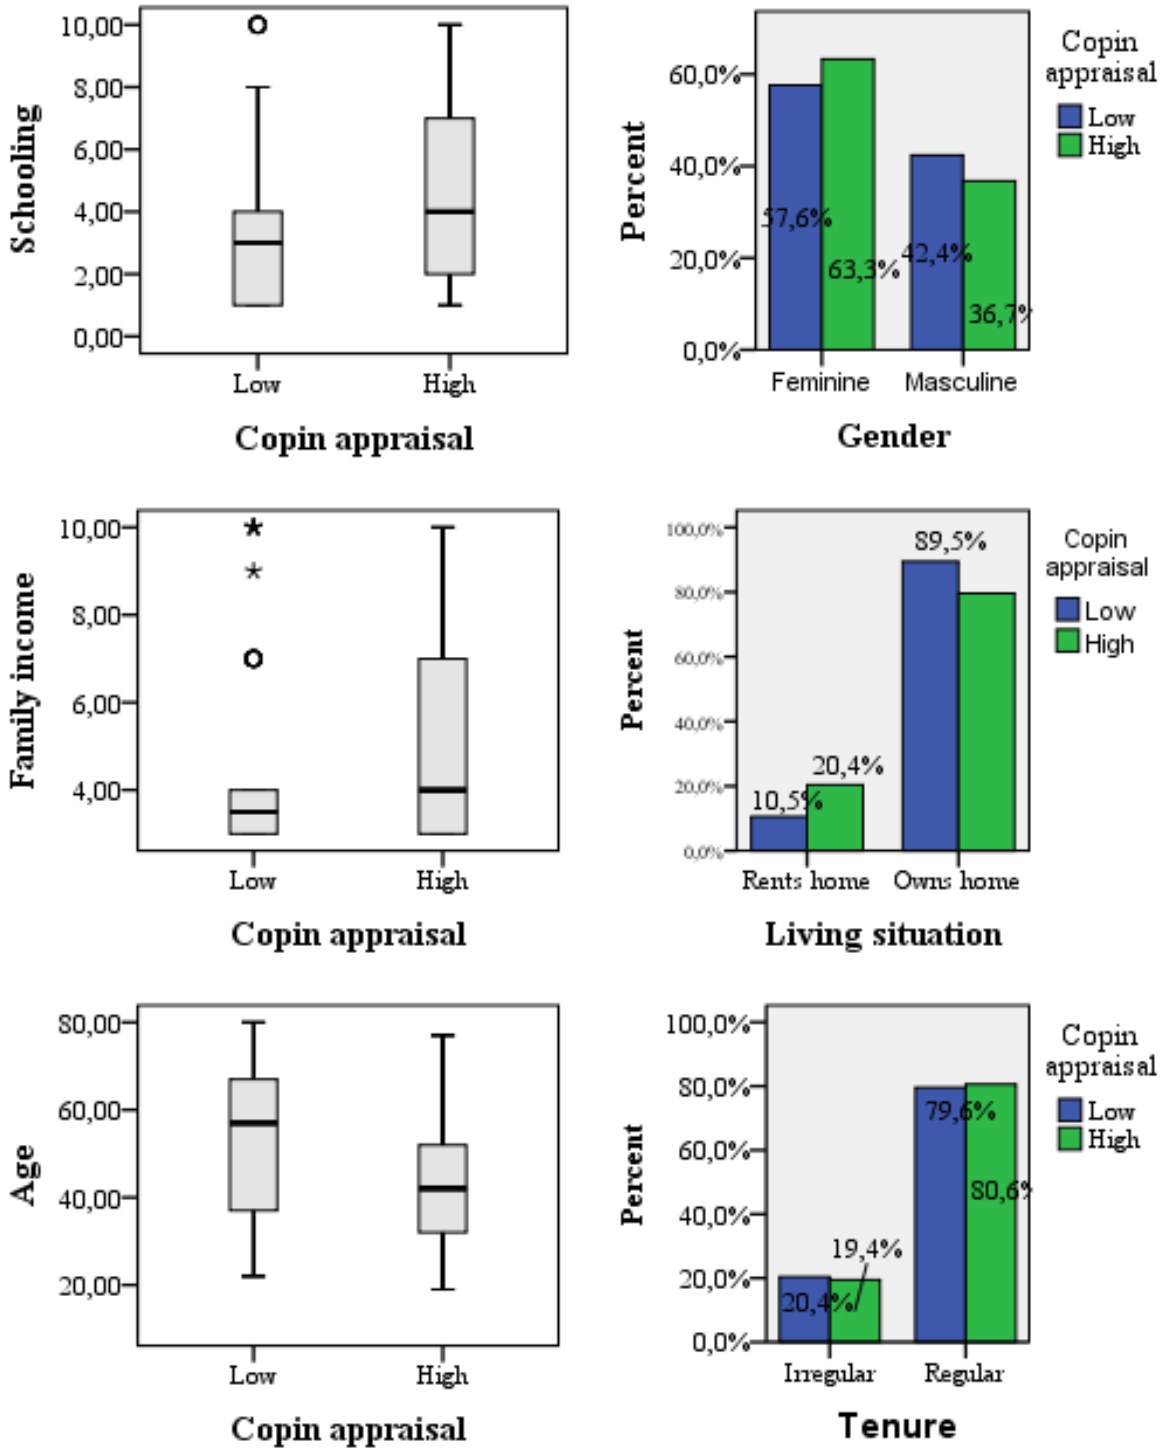 Schooling
10,00
8,00
6,00
4,00
2,00
0,00
Low
High
Copin appraisal
Percent
60,0%
40,0%
20,0%
0,0%
57,6%
63,3%
42,4%
36,7%
Feminine
Masculine
Gender
Copin
appraisal
Low
High
Family income
10,00
8,00
6,00
4,00
Low
High
Copin appraisal
Percent
100,0%
80,0%
60,0%
40,0%
20,0%
0,0%
10,5%
20,4%
89,5%
Rents home
Owns home
Living situation
Copin
appraisal
Low
High
Age
80,00
60,00
40,00
20,00
Low
High
Copin appraisal
Percent
100,0%
80,0%
60,0%
40,0%
20,0%
0,0%
20,4%
19,4%
79,6%
80,6%
Irregular
Regular
Tenure
Copin
appraisal
Low
High